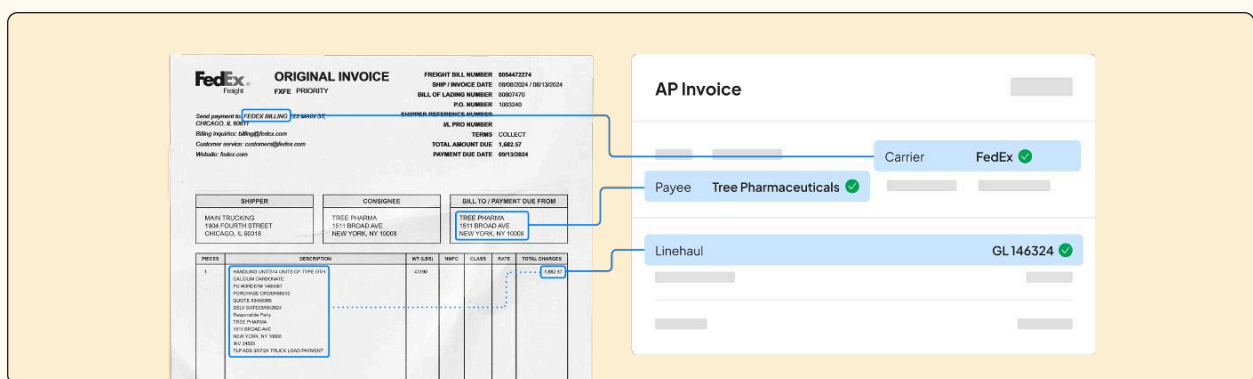 FedEx®
Freight
ORIGINAL INVOICE
FXFE PRIORITY
FREIGHT BILL NUMBER 8054472274
SHIP / INVOICE DATE 08/08/2024 / 08/13/2024
BILL OF LADING NUMBER 80807470
P.O. NUMBER 1003240
SHIPPER REFERENCE NUMBER
I/L PRO NUMBER
TERMS COLLECT
TOTAL AMOUNT DUE 1,682.57
PAYMENT DUE DATE 09/13/2024
Send payment to: FEDEX BILLING 123 MAIN ST,
CHICAGO, IL 60611
Billing inquiries: billing@fedex.com
Customer service: customers@fedex.com
Website: fedex.com
SHIPPER
MAIN TRUCKING
1904 FOURTH STREET
CHICAGO, IL 60318
CONSIGNEE
TREE PHARMA
1511 BROAD AVE
NEW YORK, NY 10008
BILL TO / PAYMENT DUE FROM
TREE PHARMA
1511 BROAD AVE
NEW YORK, NY 10008
PIECES DESCRIPTION WT (LBS) NMFC CLASS RATE TOTAL CHARGES
1 1,682.57
CALCIUM CARBONATE
Responsible Party
TREE PHARMA
1511 BROAD AVE
NEW YORK, NY 10008
AP Invoice
Carrier FedEx
Payee Tree Pharmaceuticals
Linehaul GL 146324